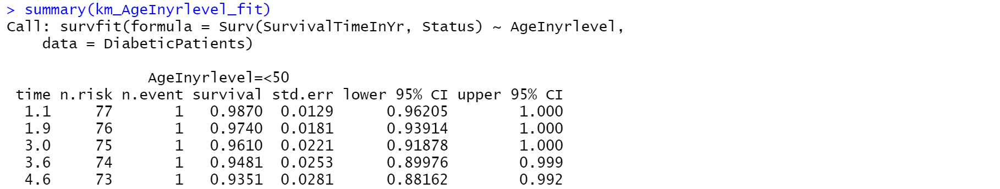 > summary(km_AgeInyrlevel_fit)
Call: survfit(formula = Surv(SurvivalTimeInYr, Status) ~ AgeInyrlevel,
    data = DiabeticPatients)

                AgeInyrlevel=<50
 time n.risk n.event survival std.err lower 95% CI upper 95% CI
  1.1     77       1   0.9870  0.0129      0.96205        1.000
  1.9     76       1   0.9740  0.0181      0.93914        1.000
  3.0     75       1   0.9610  0.0221      0.91878        1.000
  3.6     74       1   0.9481  0.0253      0.89976        0.999
  4.6     73       1   0.9351  0.0281      0.88162        0.992